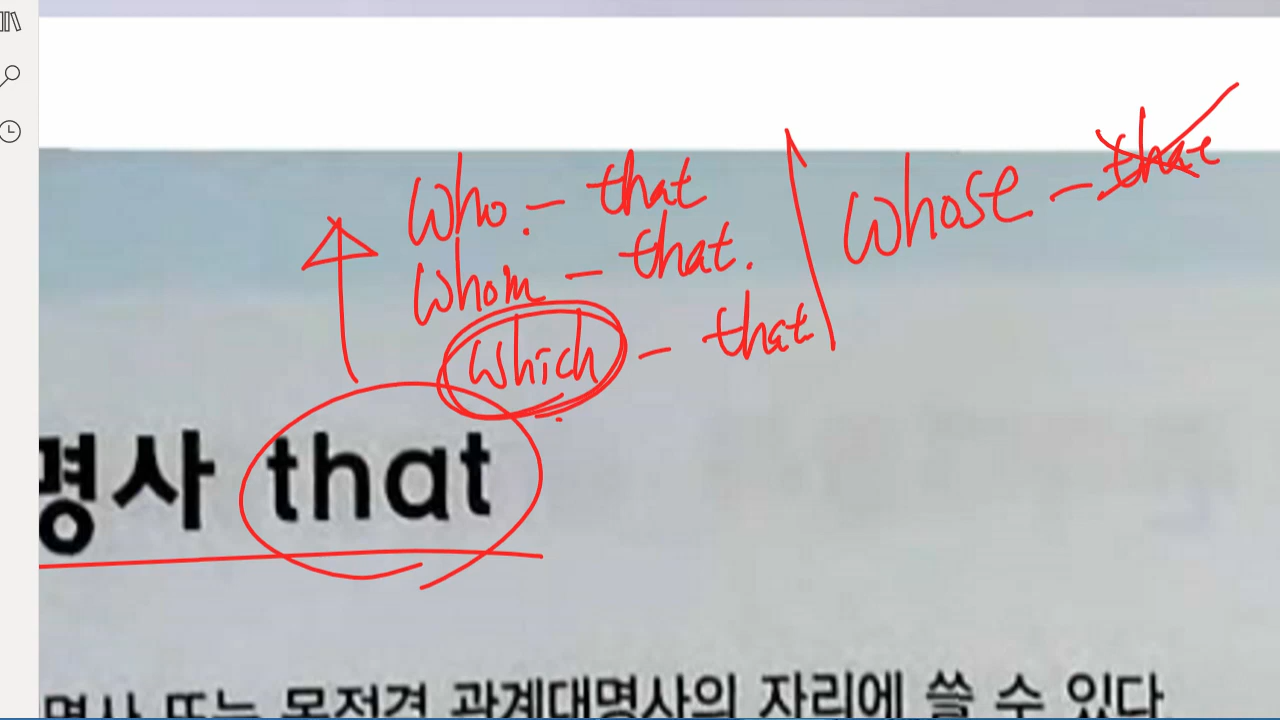 who - that
whom - that.
which - that
whose - that
명사 that
명사 또는 목적격 관계대명사의 자리에 쓸 수 있다